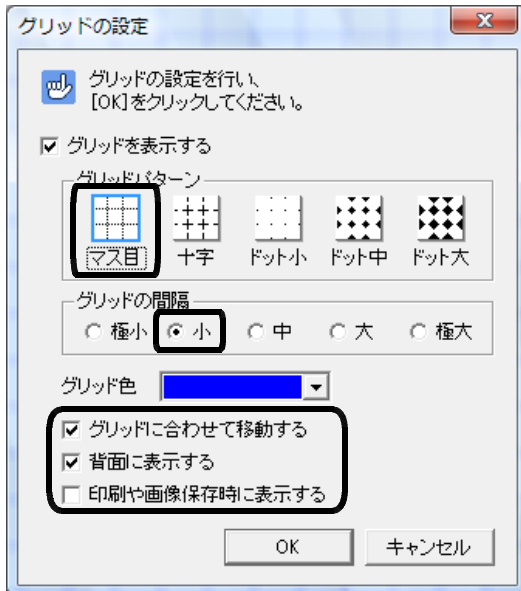 グリッドの設定
グリッドの設定を行い、
[OK]をクリックしてください。
グリッドを表示する
グリッドパターン
マス目 十字 ドット小 ドット中 ドット大
グリッドの間隔
極小 小 中 大 極大
グリッド色
グリッドに合わせて移動する
背面に表示する
印刷や画像保存時に表示する
OK キャンセル